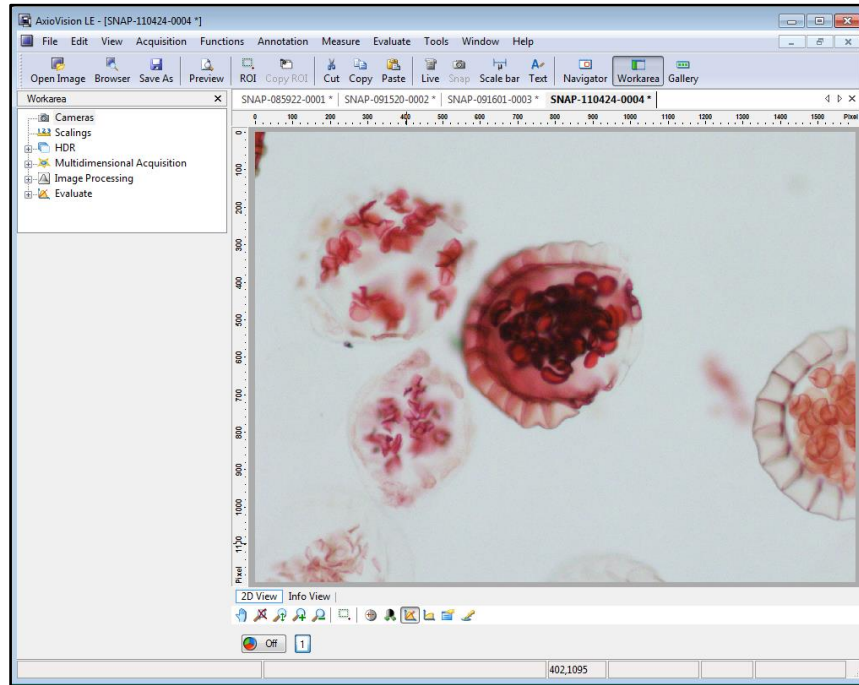 AxioVision LE - [SNAP-110424-0004 *]
File Edit View Acquisition Functions Annotation Measure Evaluate Tools Window Help
Open Image Browser Save As Preview ROI Copy ROI Cut Copy Paste Live Snap Scale bar Text Navigator Workarea Gallery
Workarea
SNAP-085922-0001 * SNAP-091520-0002 * SNAP-091601-0003 * SNAP-110424-0004 *
Cameras
Scalings
HDR
Multidimensional Acquisition
Image Processing
Evaluate
0 100 200 300 400 500 600 700 800 900 1000 1100 1200 1300 1400 1500 Pixel
0
100
200
300
400
500
600
700
800
900
1000
1100
Pixel
2D View Info View
Off 1
402,1095